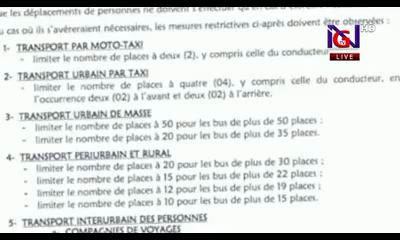 que les déplacements de personnes ne doivent s'effectuer qu'en cas d'
au cas où ils s'avéreraient nécessaires, les mesures restrictives ci-après doivent être observées :
1- TRANSPORT PAR MOTO-TAXI
- limiter le nombre de places à deux (2), y compris celle du conducteur
2- TRANSPORT URBAIN PAR TAXI
- limiter le nombre de places à quatre (04), y compris celle du conducteur, en
l'occurrence deux (02) à l'avant et deux (02) à l'arrière.
3- TRANSPORT URBAIN DE MASSE
- limiter le nombre de places à 50 pour les bus de plus de 50 places ;
- limiter le nombre de places à 20 pour les bus de plus de 35 places.
4- TRANSPORT PERIURBAIN ET RURAL
- limiter le nombre de places à 20 pour les bus de plus de 30 places ;
- limiter le nombre de places à 15 pour les bus de plus de 22 places ;
- limiter le nombre de places à 12 pour les bus de plus de 19 places ;
- limiter le nombre de places à 10 pour les bus de plus de 15 places.
5- TRANSPORT INTERURBAIN DES PERSONNES
- COMPAGNIES DE VOYAGES
HD
LIVE